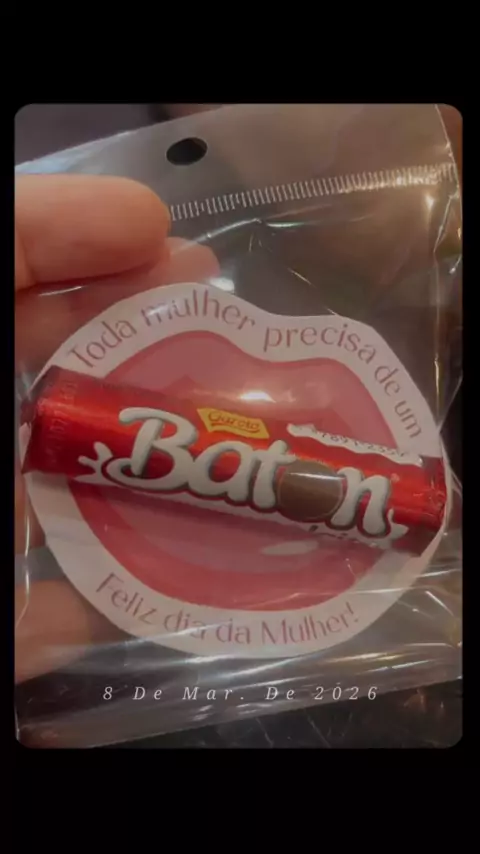 Toda mulher precisa de um
Garoto
Baton
Feliz dia da Mulher!
8 De Mar. De 2026